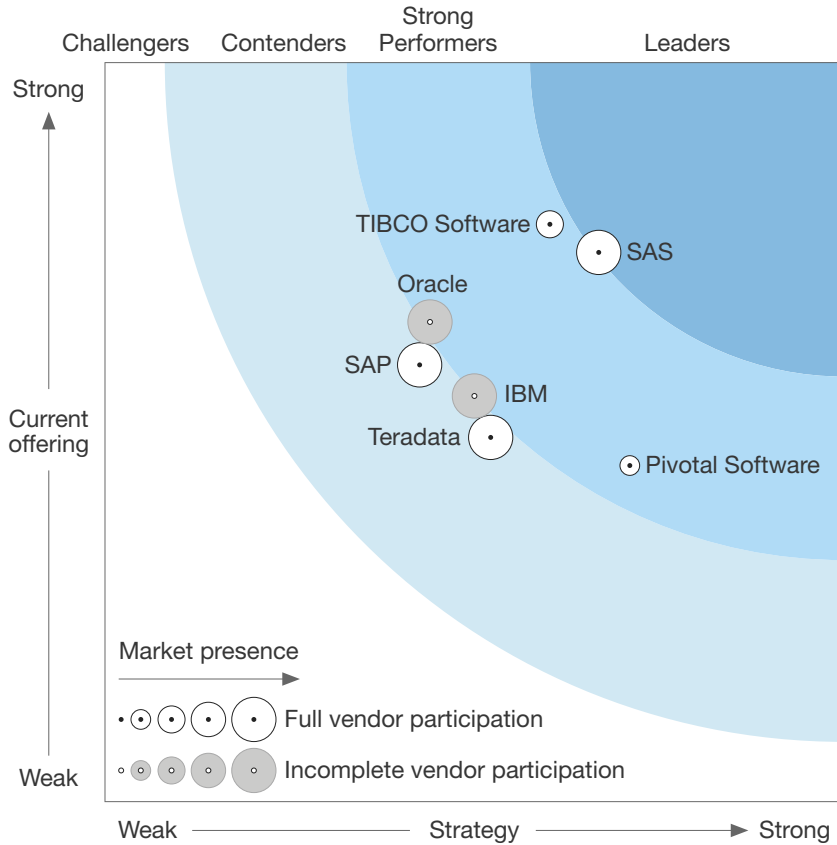 Strong
Challengers
Contenders
Performers
Leaders
Strong
TIBCO Software
SAS
Oracle
SAP
IBM
Current
offering
Teradata
Pivotal Software
Market presence
Full vendor participation
Incomplete vendor participation
Weak
Weak
Strategy
Strong